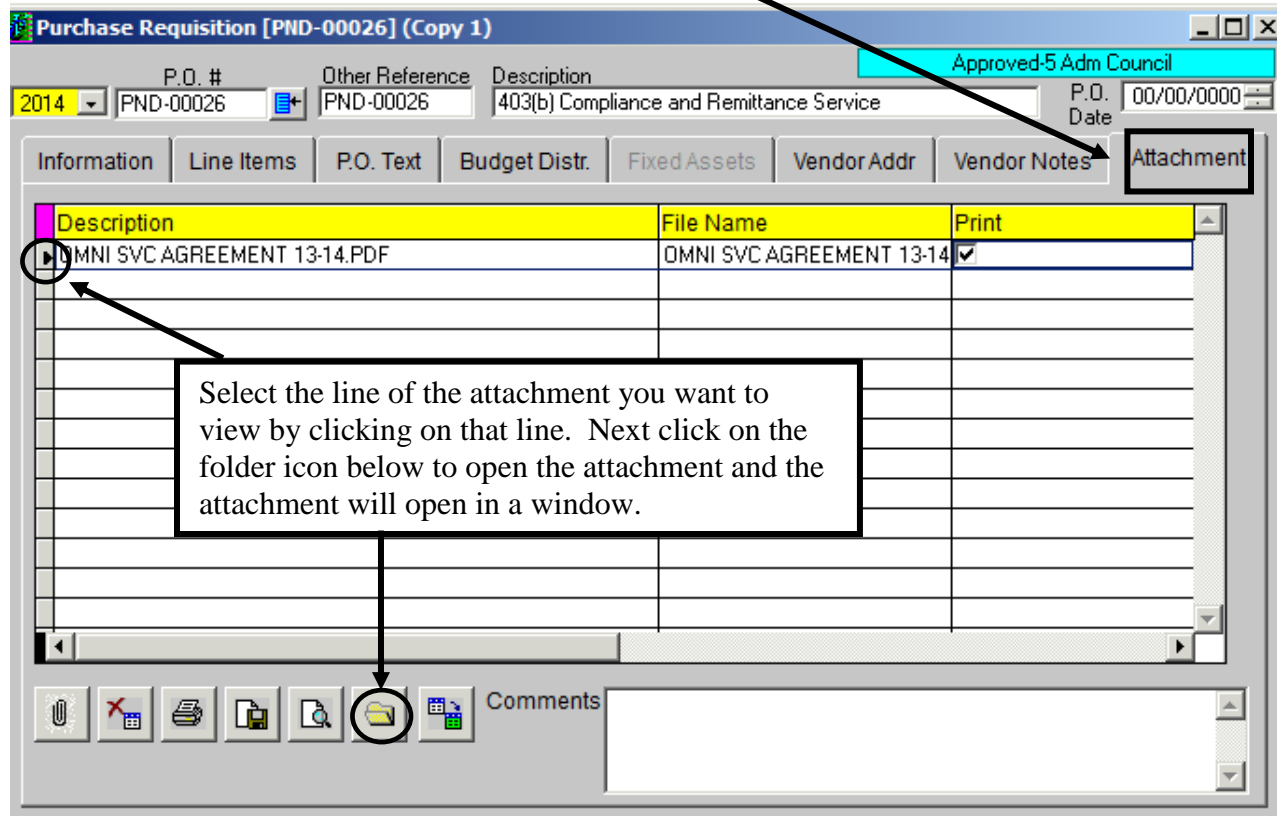 Purchase Requisition [PND-00026] (Copy 1)
Approved-5 Adm Council
P.O. # Other Reference Description
2014 PND-00026 PND-00026 403(b) Compliance and Remittance Service P.O. Date 00/00/0000
Information Line Items P.O. Text Budget Distr. Fixed Assets Vendor Addr Vendor Notes Attachment
Description File Name Print
OMNI SVC AGREEMENT 13-14.PDF OMNI SVC AGREEMENT 13-14
Select the line of the attachment you want to
view by clicking on that line. Next click on the
folder icon below to open the attachment and the
attachment will open in a window.
Comments